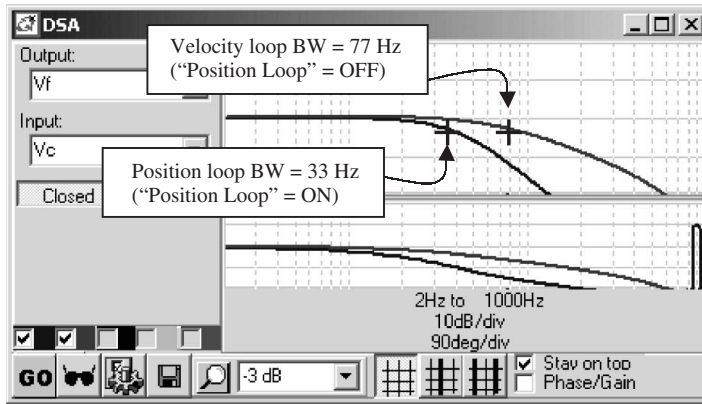 DSA
Output:
Velocity loop BW = 77 Hz
(“Position Loop” = OFF)
Vf
Input:
Vc
Position loop BW = 33 Hz
(“Position Loop” = ON)
Closed
2Hz to 1000Hz
10dB/div
90deg/div
GO
-3 dB
Stay on top
Phase/Gain